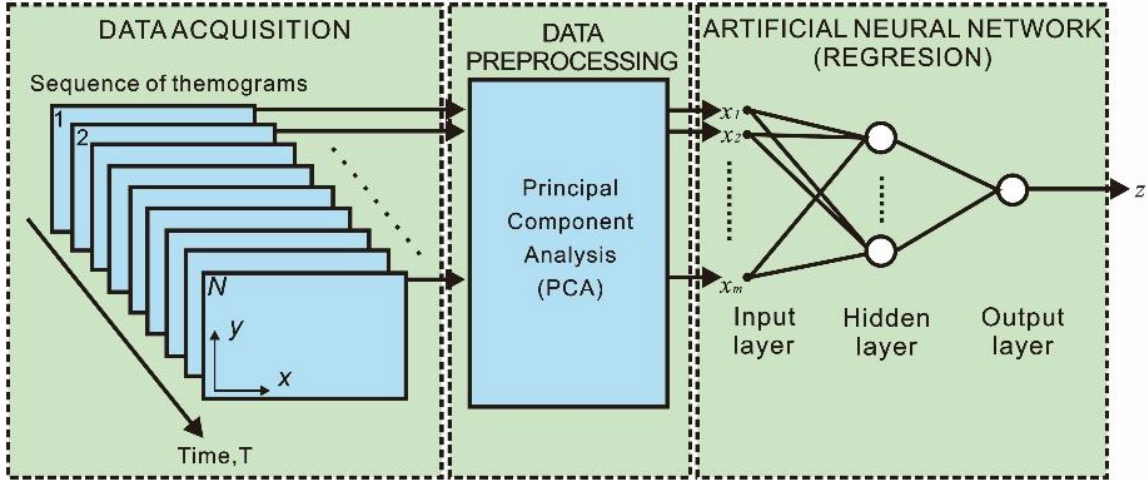 DATA ACQUISITION
Sequence of themograms
1
2
N
y
x
Time,T
DATA
PREPROCESSING
Principal
Component
Analysis
(PCA)
ARTIFICIAL NEURAL NETWORK
(REGRESION)
x1
x2
xm
z
Input
layer
Hidden
layer
Output
layer